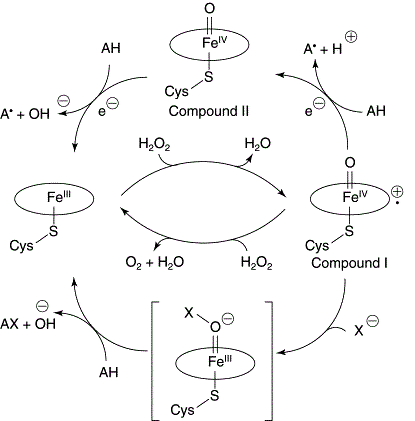 O
Fe^IV
S
Cys
Compound II
AH
⊖
A• + OH
e⊖
A• + H⊕
AH
e⊖
H2O2
H2O
Fe^III
S
Cys
O
Fe^IV
⊕
•
S
Cys
Compound I
O2 + H2O
H2O2
⊖
AX + OH
AH
X
O⊖
Fe^III
S
Cys
X⊖